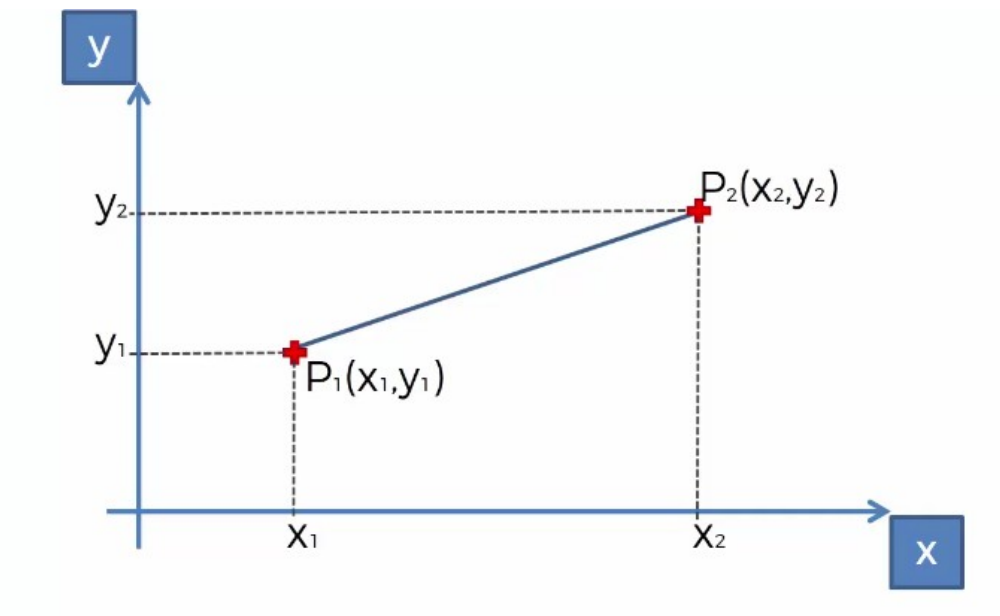 y
y₂
P₂(x₂,y₂)
y₁
P₁(x₁,y₁)
x₁
x₂
x